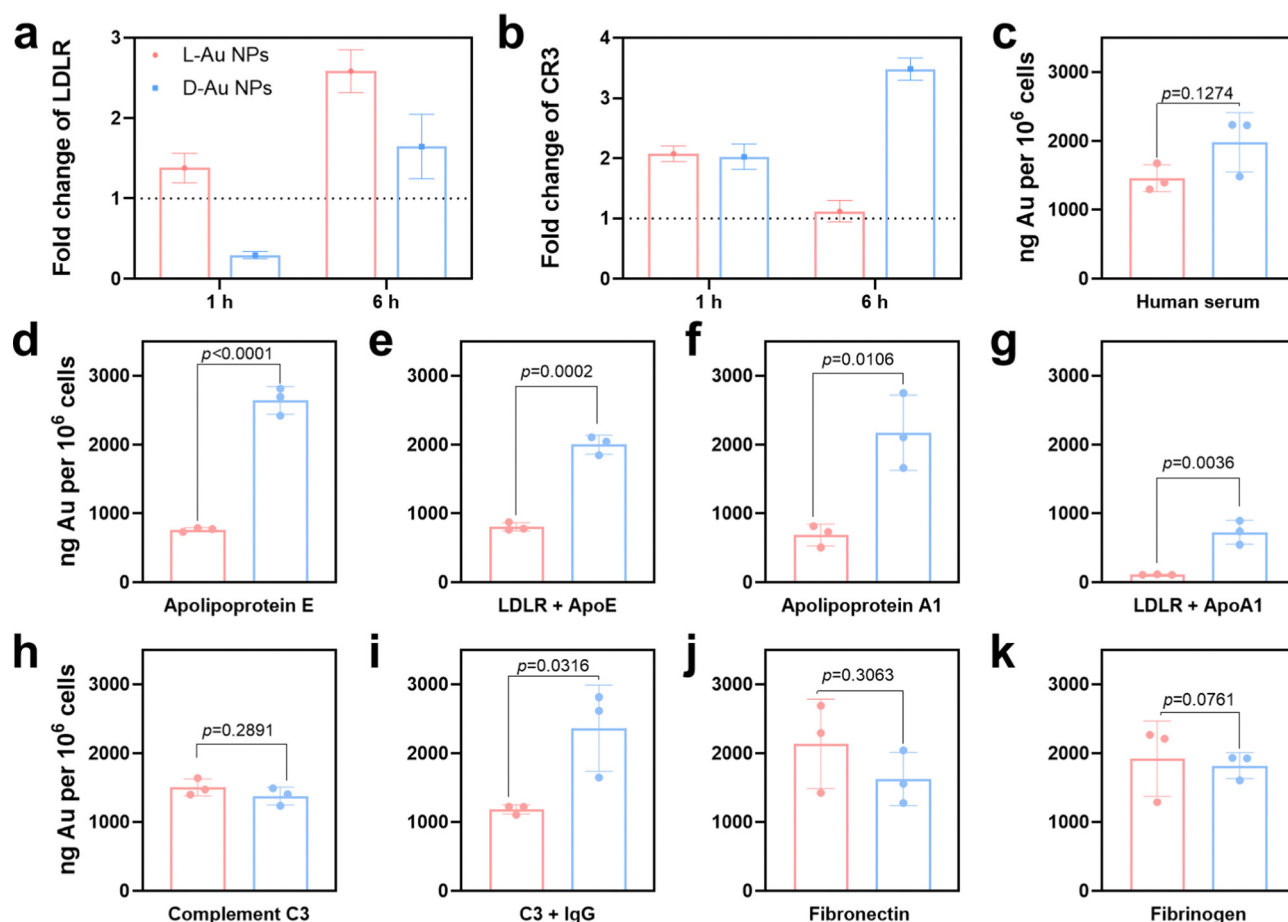 a
Fold change of LDLR
3
2
1
0
L-Au NPs
D-Au NPs
1 h
6 h
b
Fold change of CR3
4
3
2
1
0
1 h
6 h
c
ng Au per 10⁶ cells
3000
2000
1000
0
p=0.1274
Human serum
d
ng Au per 10⁶ cells
3000
2000
1000
0
p<0.0001
Apolipoprotein E
e
3000
2000
1000
0
p=0.0002
LDLR + ApoE
f
3000
2000
1000
0
p=0.0106
Apolipoprotein A1
g
3000
2000
1000
0
p=0.0036
LDLR + ApoA1
h
ng Au per 10⁶ cells
3000
2000
1000
0
p=0.2891
Complement C3
i
3000
2000
1000
0
p=0.0316
C3 + IgG
j
3000
2000
1000
0
p=0.3063
Fibronectin
k
3000
2000
1000
0
p=0.0761
Fibrinogen